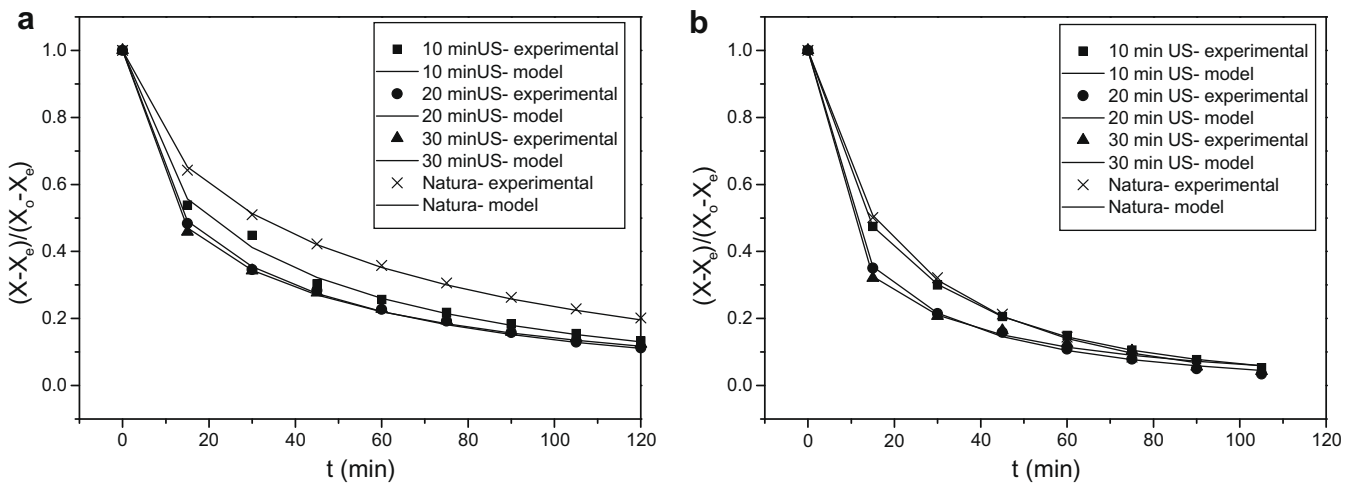 a
1.0
0.8
0.6
0.4
0.2
0.0
(X-Xe)/(Xo-Xe)
0 20 40 60 80 100 120
t (min)
10 minUS- experimental
10 minUS- model
20 minUS- experimental
20 minUS- model
30 minUS- experimental
30 minUS- model
Natura- experimental
Natura- model
b
1.0
0.8
0.6
0.4
0.2
0.0
(X-Xe)/(Xo-Xe)
0 20 40 60 80 100 120
t (min)
10 min US- experimental
10 min US- model
20 min US- experimental
20 min US- model
30 min US- experimental
30 min US- model
Natura- experimental
Natura- model